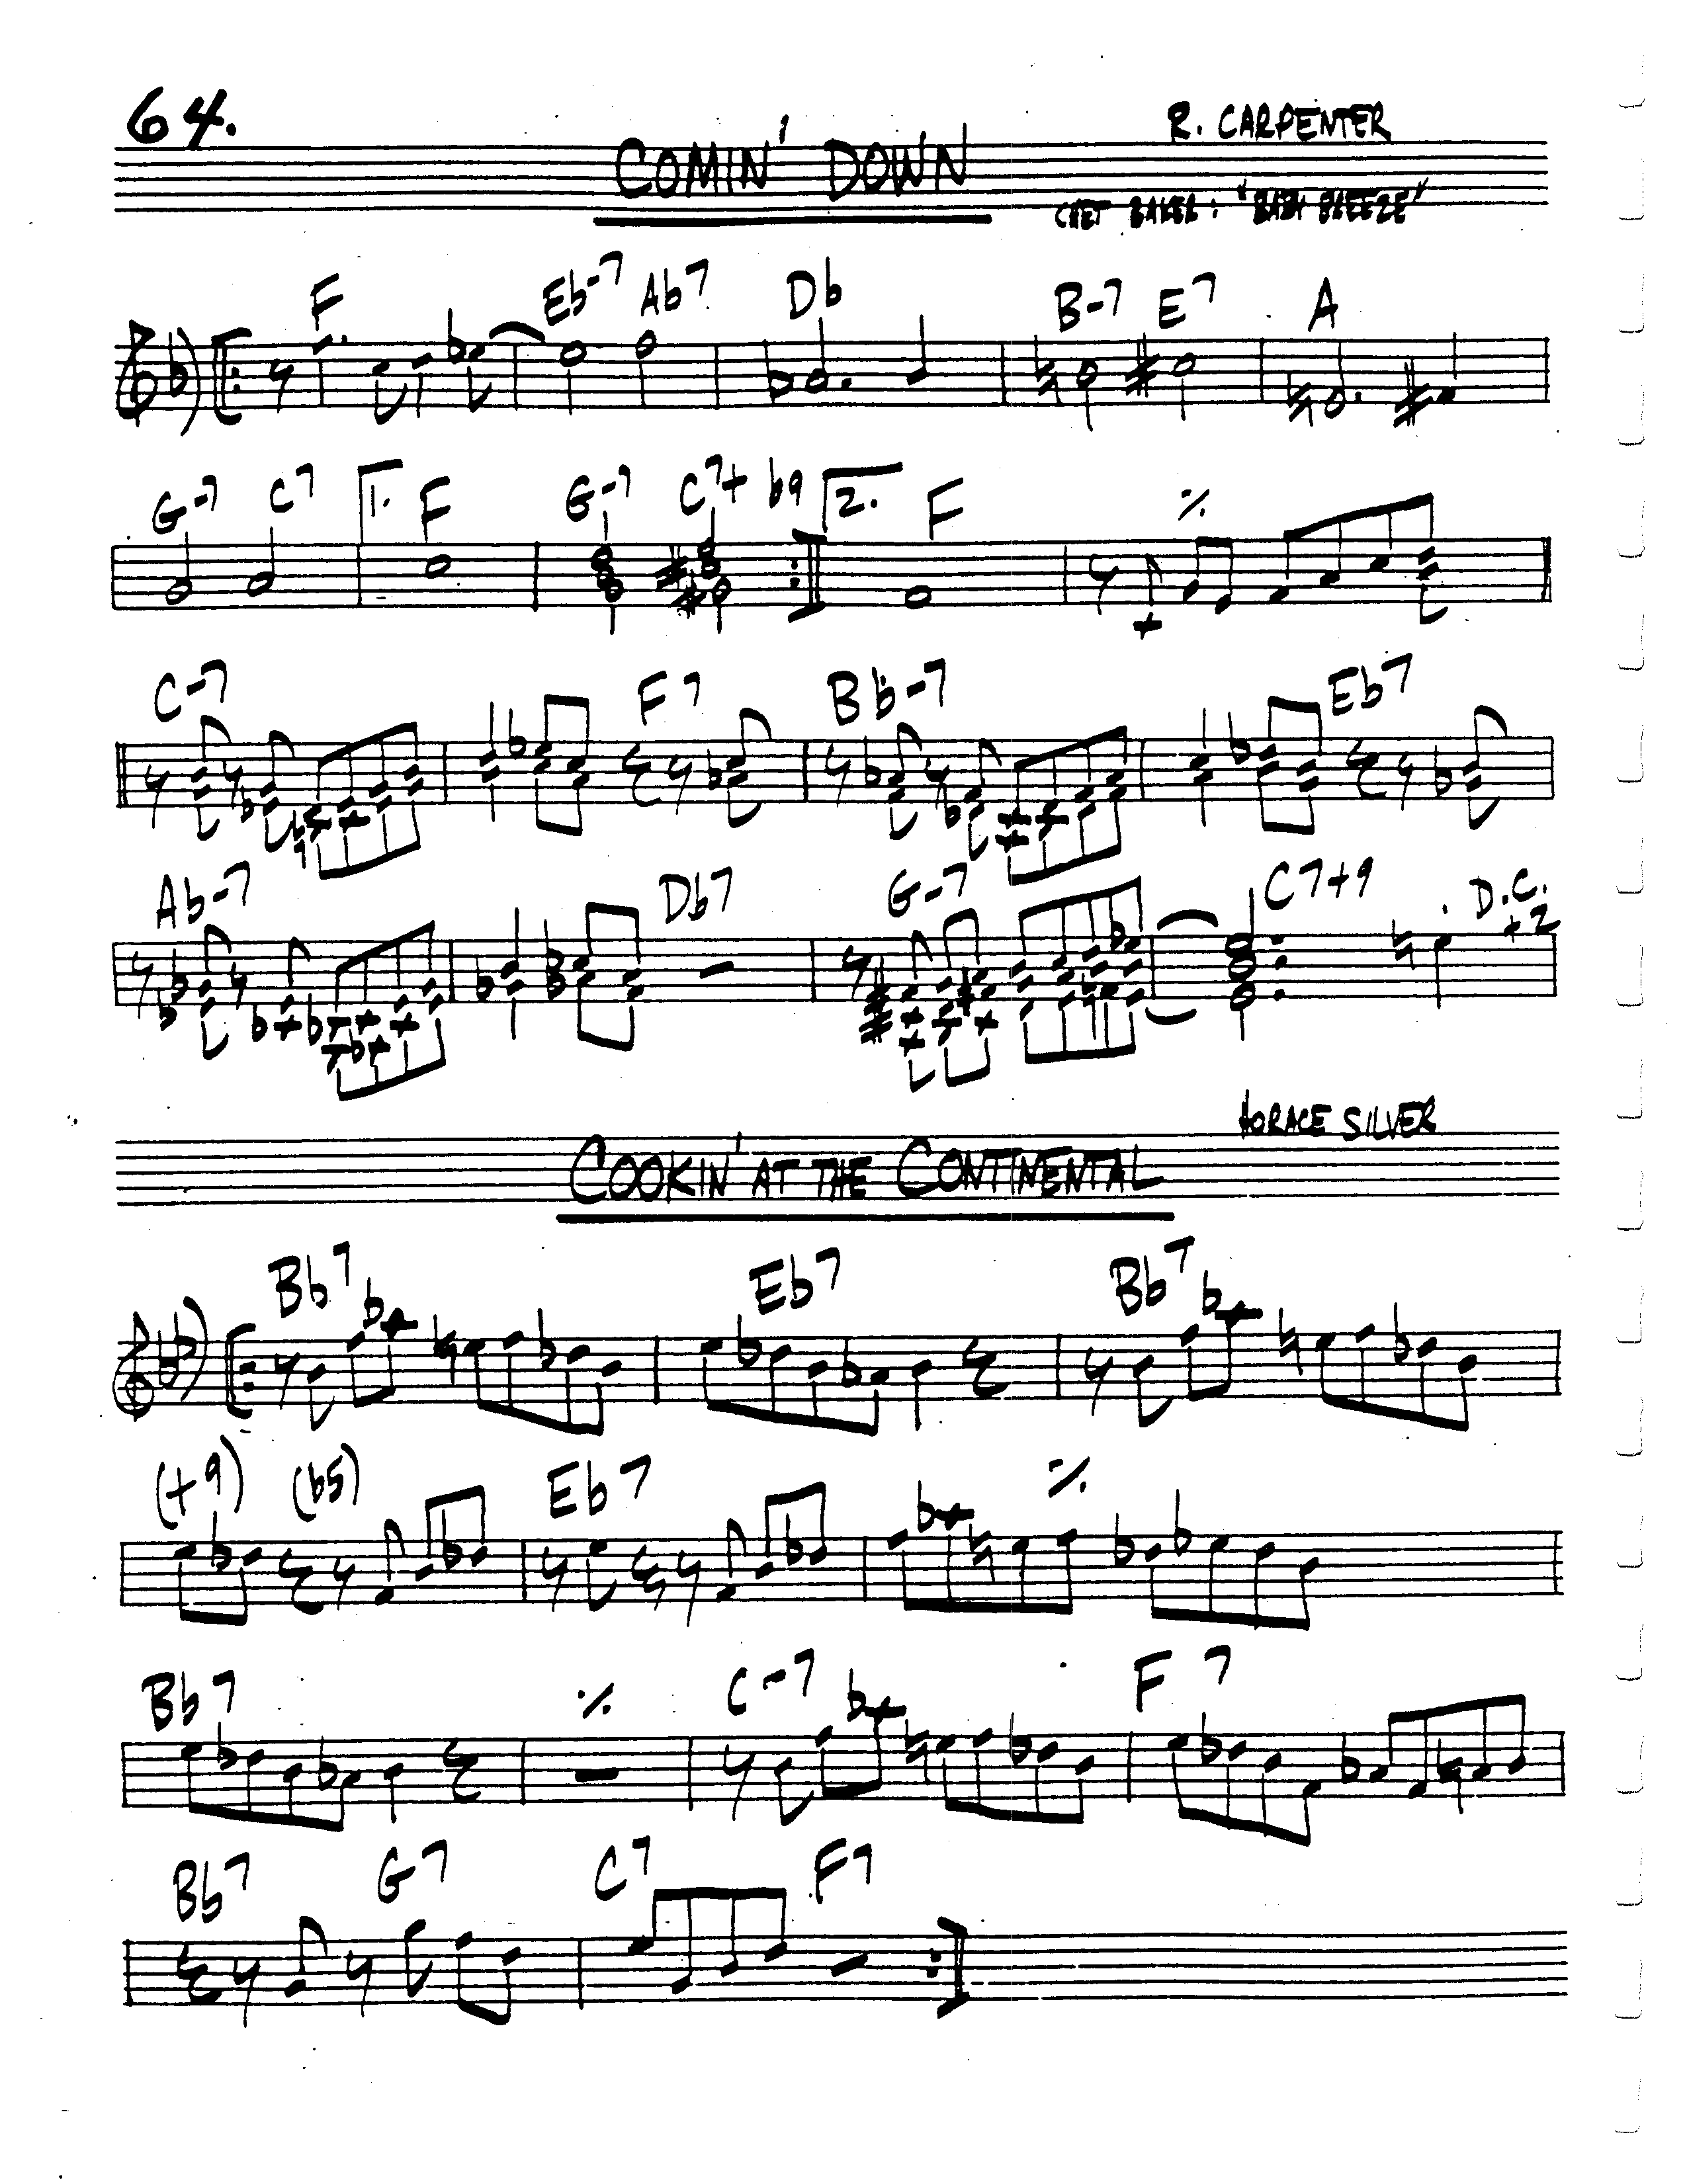 64.
R. CARPENTER
COMIN' DOWN
CHET BAKER: "BABY BREEZE"
F Eb-7 Ab7 Db B-7 E7 A
G-7 C7 1. F G-7 C7+ b9 2. F ٪
C-7 F7 Bb-7 Eb7
Ab-7 Db7 G-7 C7+9 D.C. +2
HORACE SILVER
COOKIN' AT THE CONTINENTAL
Bb7 Eb7 Bb7
(+9) (b5) Eb7 ٪
Bb7 ٪ C-7 F7
Bb7 G7 C7 F7